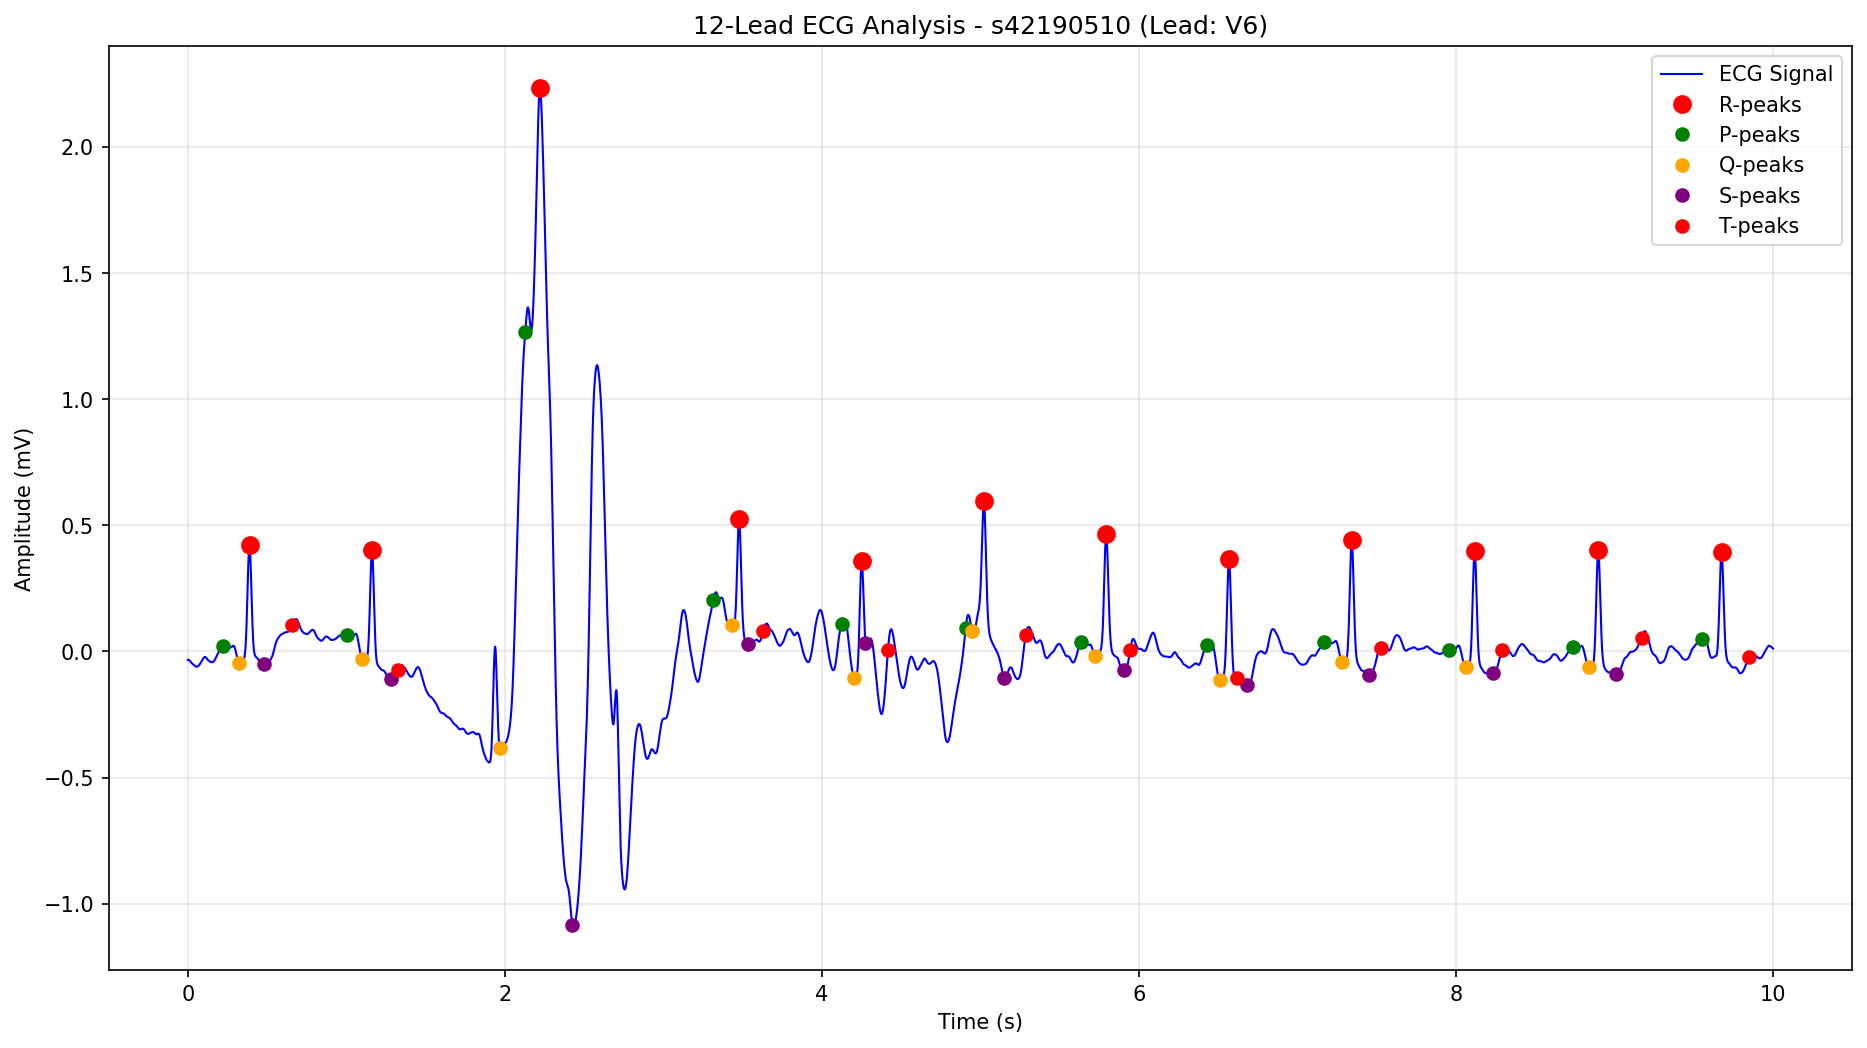 12-Lead ECG Analysis - s42190510 (Lead: V6)
ECG Signal
R-peaks
P-peaks
Q-peaks
S-peaks
T-peaks
Amplitude (mV)
2.0
1.5
1.0
0.5
0.0
−0.5
−1.0
0 2 4 6 8 10
Time (s)